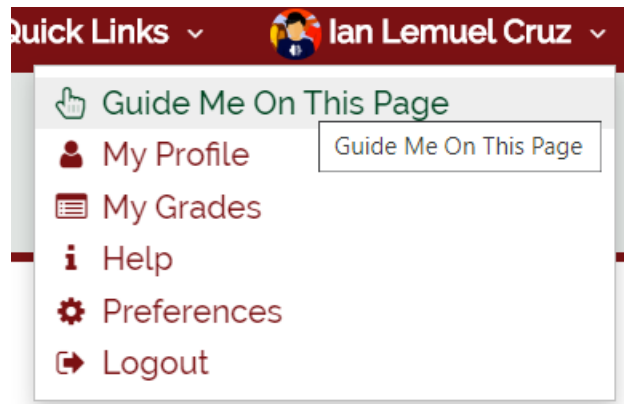 Quick Links Ian Lemuel Cruz
Guide Me On This Page
Guide Me On This Page
My Profile
My Grades
Help
Preferences
Logout